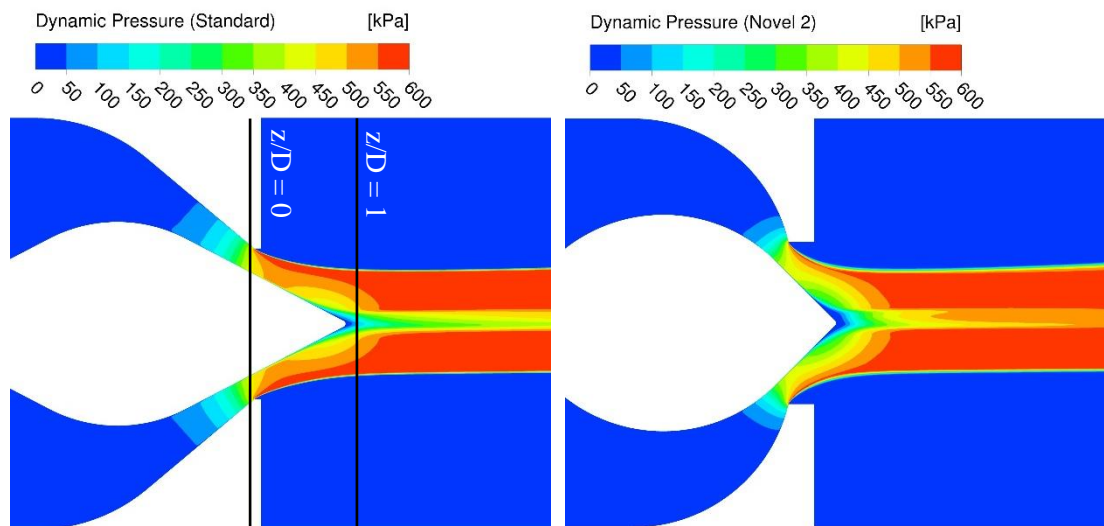 Dynamic Pressure (Standard) [kPa]
0 50 100 150 200 250 300 350 400 450 500 550 600
z/D = 0
z/D = 1
Dynamic Pressure (Novel 2) [kPa]
0 50 100 150 200 250 300 350 400 450 500 550 600